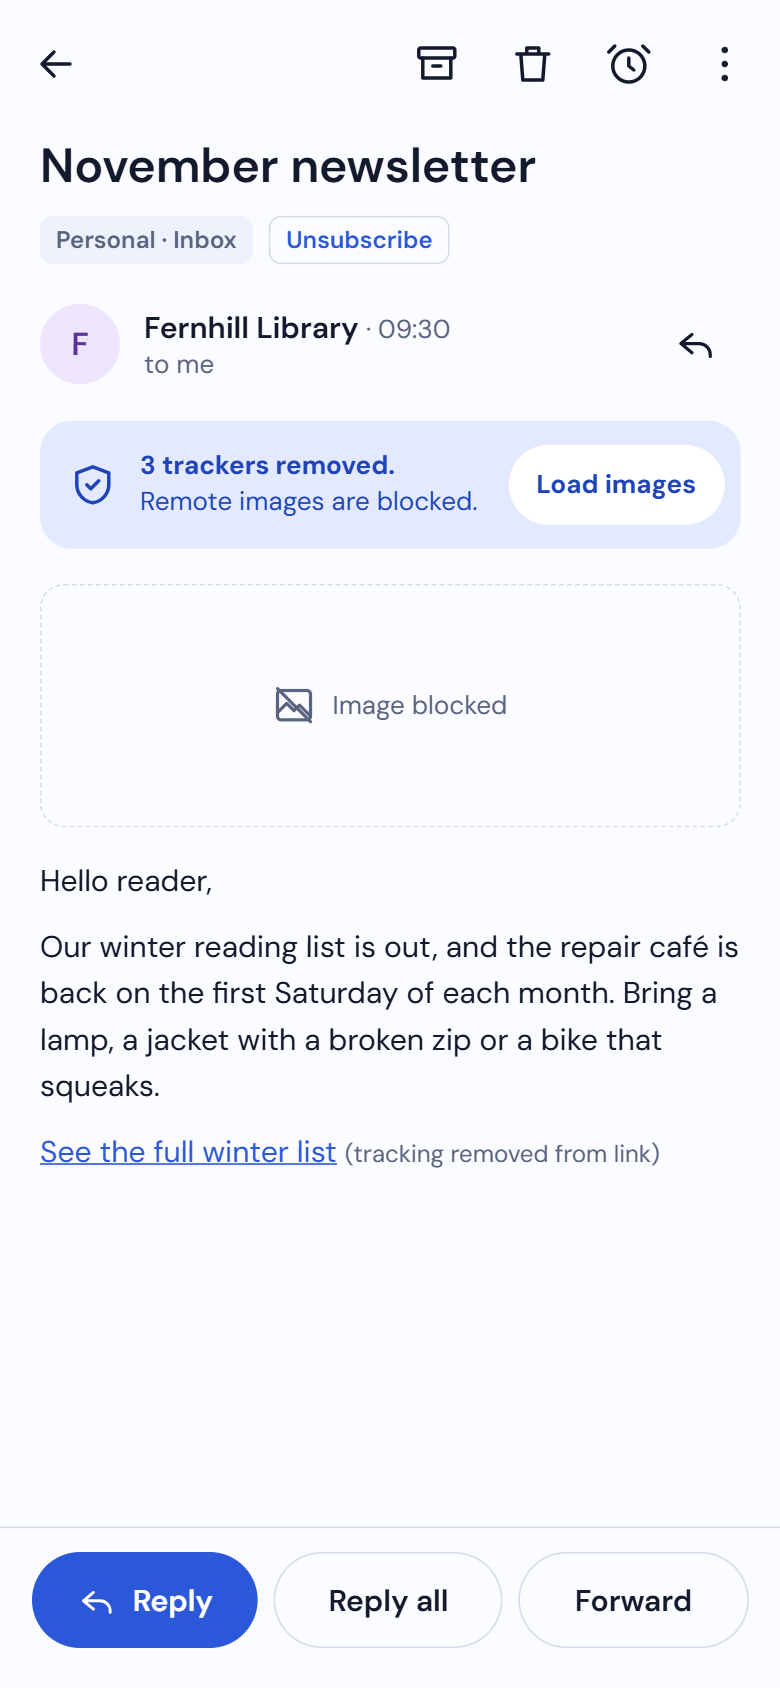 November newsletter
Personal · Inbox
Unsubscribe
F
Fernhill Library · 09:30
to me
3 trackers removed.
Remote images are blocked.
Load images
Image blocked
Hello reader,
Our winter reading list is out, and the repair café is
back on the first Saturday of each month. Bring a
lamp, a jacket with a broken zip or a bike that
squeaks.
See the full winter list (tracking removed from link)
Reply
Reply all
Forward